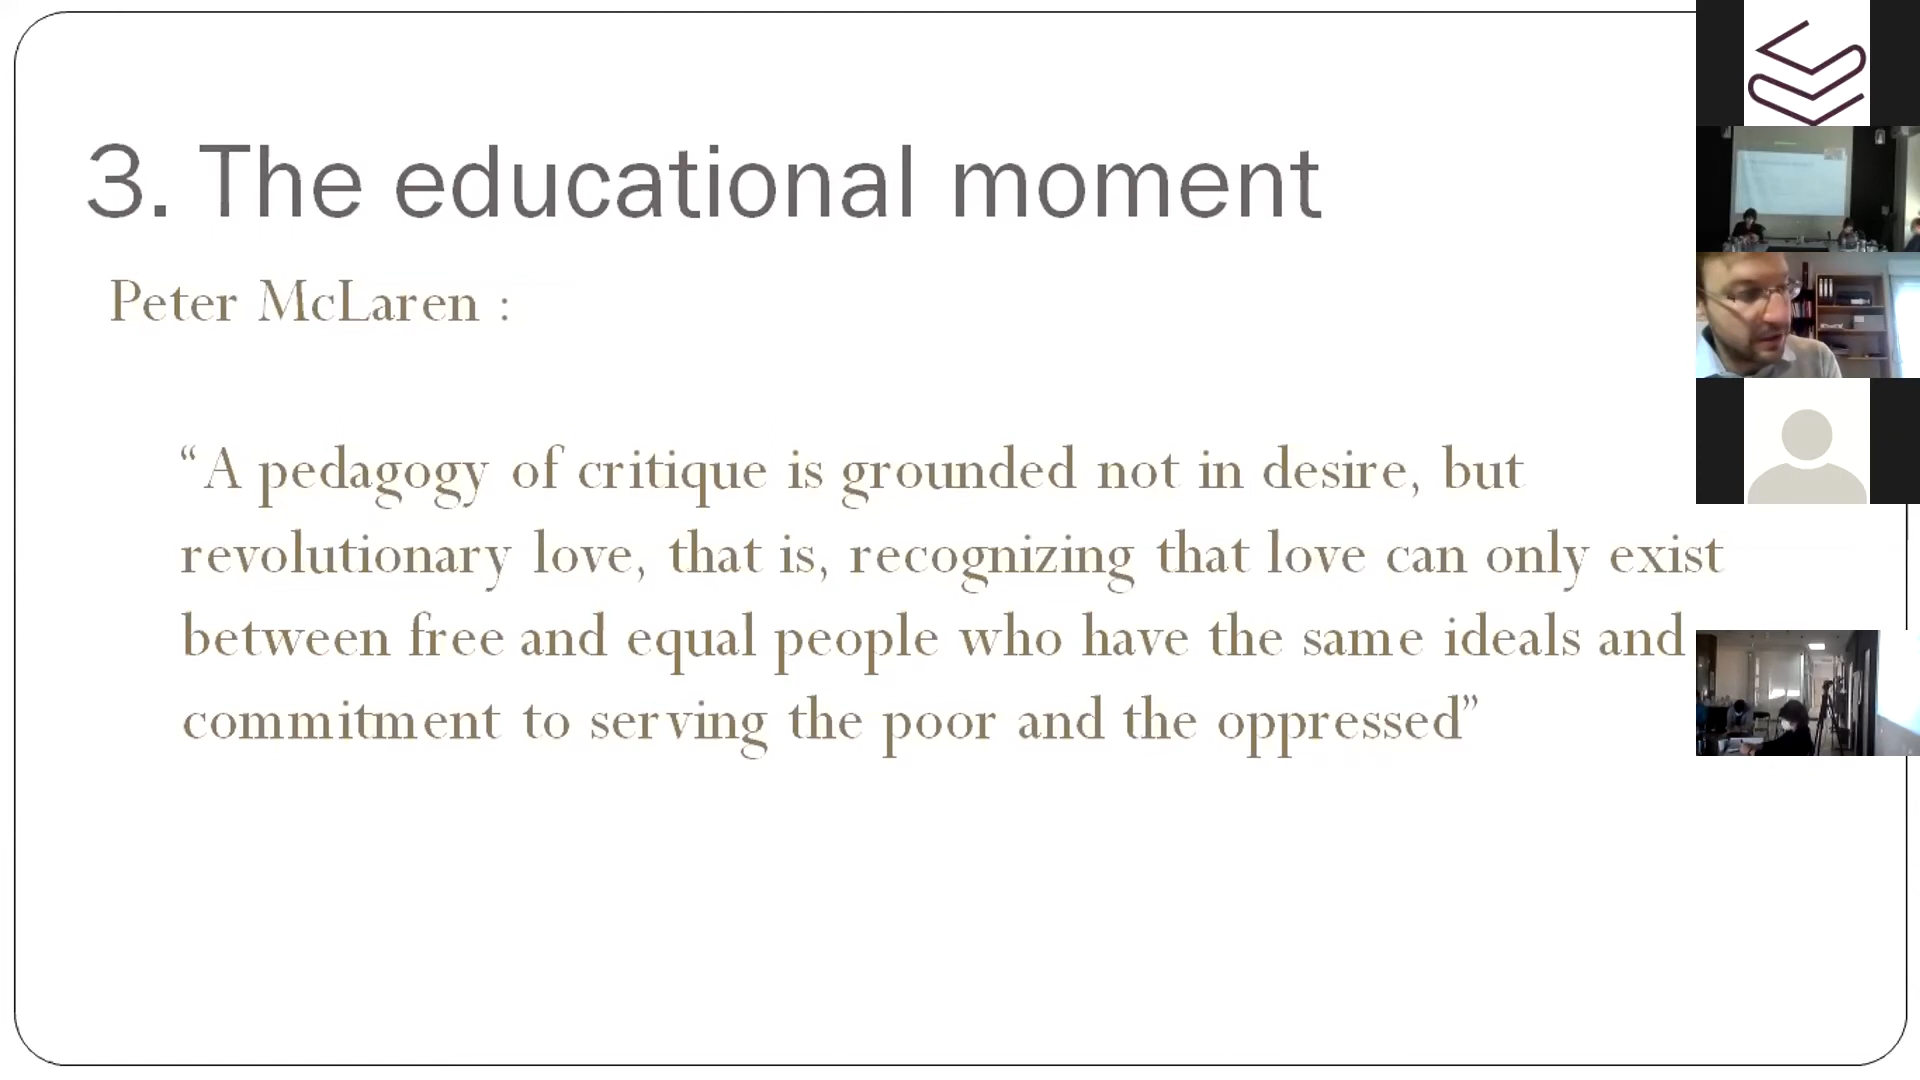 3. The educational moment
Peter McLaren :
“A pedagogy of critique is grounded not in desire, but
revolutionary love, that is, recognizing that love can only exist
between free and equal people who have the same ideals and
commitment to serving the poor and the oppressed”